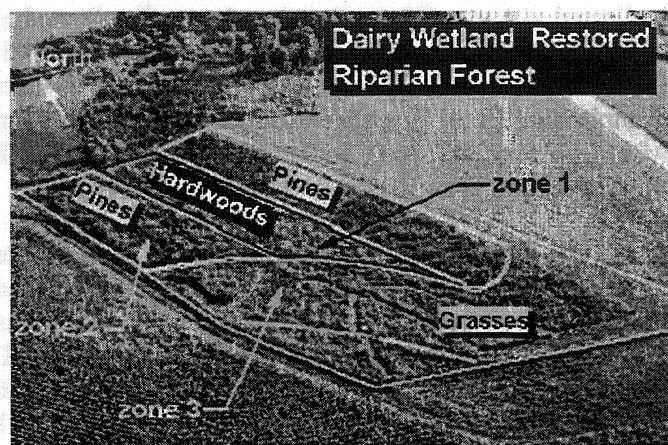 Dairy Wetland Restored
Riparian Forest
North
Pines
Hardwoods
Pines
zone 1
zone 2
Grasses
zone 3